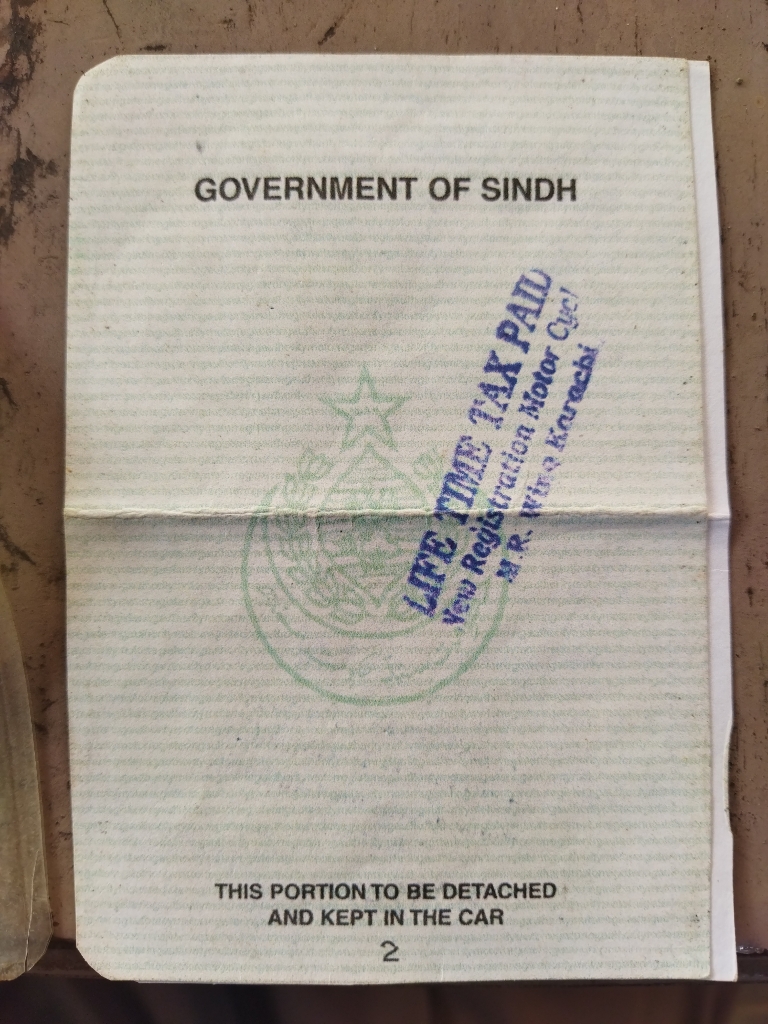 GOVERNMENT OF SINDH
LIFE TIME TAX PAID
New Registration Motor Cycl
M.R. Wing Karachi
THIS PORTION TO BE DETACHED
AND KEPT IN THE CAR
2